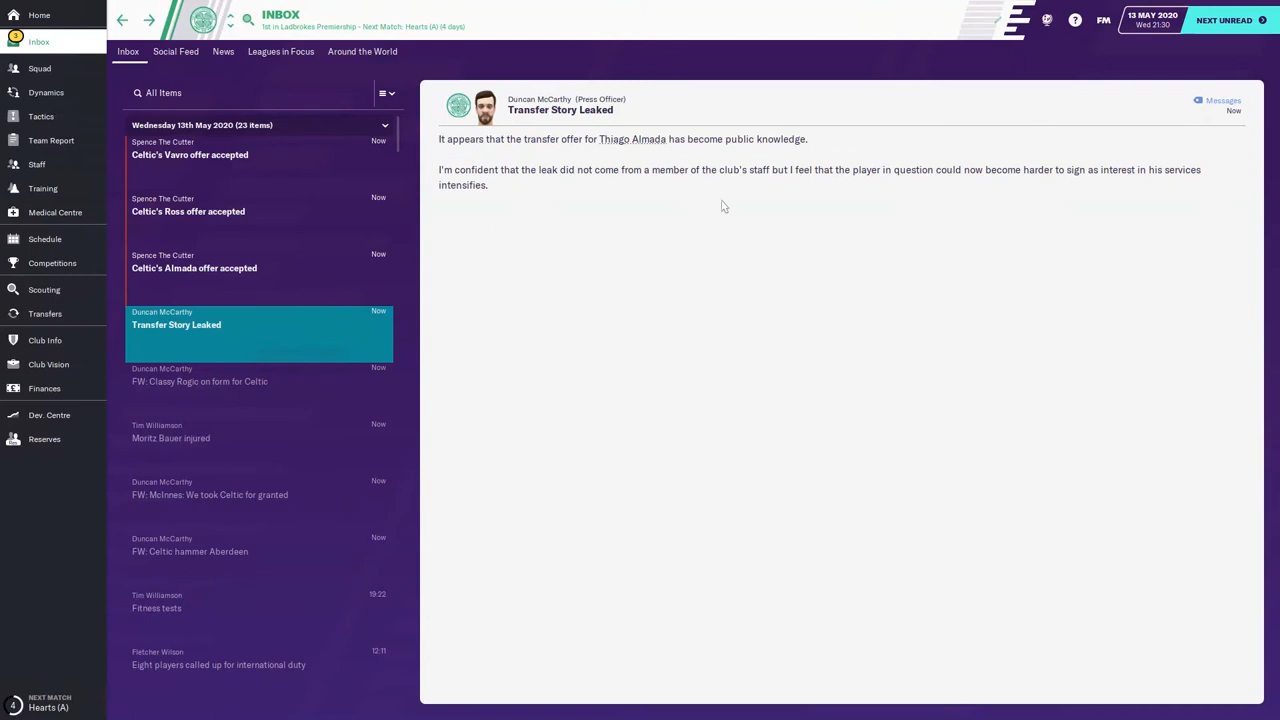 Home
INBOX
1st in Ladbrokes Premiership - Next Match: Hearts (A) (4 days)
FM
13 MAY 2020
Wed 21:30
NEXT UNREAD
3
Inbox
Squad
Dynamics
Tactics
Team Report
Staff
Training
Medical Centre
Schedule
Competitions
Scouting
Transfers
Club Info
Club Vision
Finances
Dev. Centre
Reserves
4
NEXT MATCH
Hearts (A)
Inbox Social Feed News Leagues in Focus Around the World
All Items
Wednesday 13th May 2020 (23 items)
Spence The Cutter Now
Celtic's Vavro offer accepted
Spence The Cutter Now
Celtic's Ross offer accepted
Spence The Cutter Now
Celtic's Almada offer accepted
Duncan McCarthy Now
Transfer Story Leaked
Duncan McCarthy Now
FW: Classy Rogic on form for Celtic
Tim Williamson Now
Moritz Bauer injured
Duncan McCarthy Now
FW: McInnes: We took Celtic for granted
Duncan McCarthy Now
FW: Celtic hammer Aberdeen
Tim Williamson 19:22
Fitness tests
Fletcher Wilson 12:11
Eight players called up for international duty
Duncan McCarthy (Press Officer)
Transfer Story Leaked
Messages
Now
It appears that the transfer offer for Thiago Almada has become public knowledge.
I'm confident that the leak did not come from a member of the club's staff but I feel that the player in question could now become harder to sign as interest in his services
intensifies.